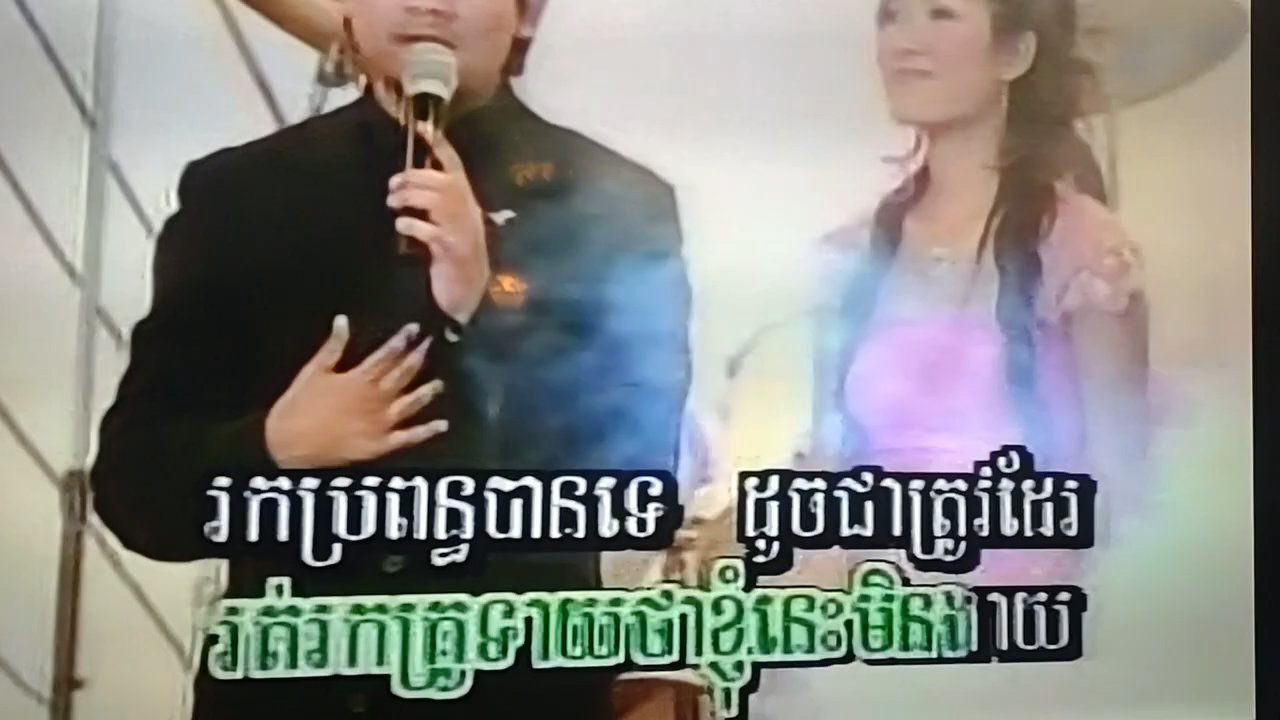 រកប្រពន្ធបានទេ ដូចជាត្រូវដែរ
រត់រកគ្រូទាយថាខ្ញុំនេះមិនងាយ